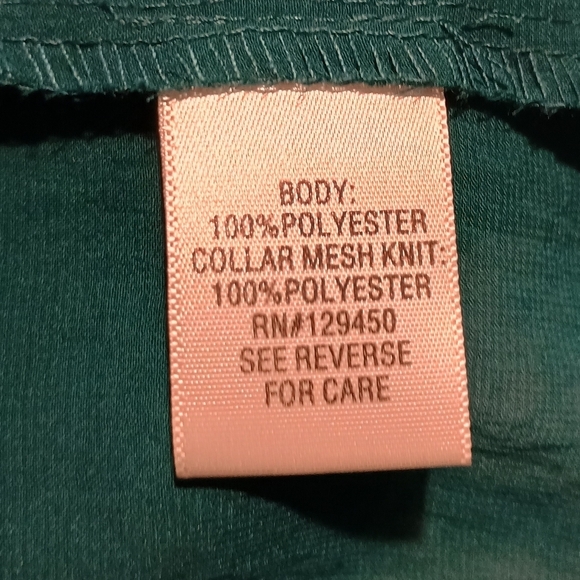 BODY:
100%POLYESTER
COLLAR MESH KNIT:
100%POLYESTER
RN#129450
SEE REVERSE
FOR CARE